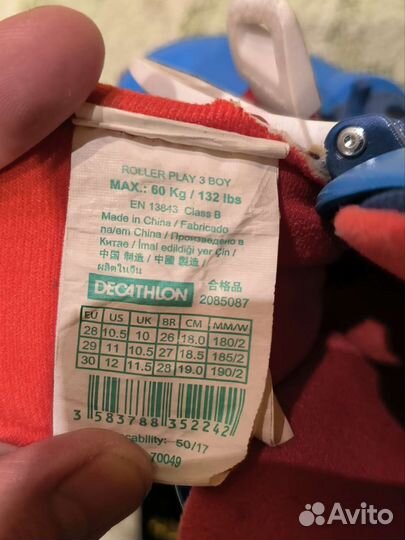 ROLLER PLAY 3 BOY
MAX.: 60 Kg / 132 lbs
EN 13843 Class B
Made in China / Fabricado
na/em China / Произведено в
Китае / İmal edildiği yer Çin /
中国 制造 / 中國 製造 /
ผลิตในจีน
合格品
DECATHLON 2085087
EU US UK BR CM MM/W
28 10.5 10 26 18.0 180/2
29 11 10.5 27 18.5 185/2
30 12 11.5 28 19.0 190/2
3 583788 352242
ability: 50/17
70049
Avito